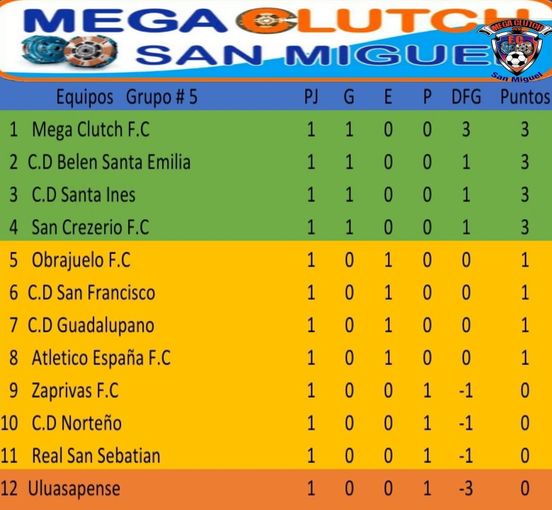 MEGA CLUTCH
SAN MIGUEL
MEGA CLUTCH
F.C
San Miguel
Equipos Grupo # 5 PJ G E P DFG Puntos
1 Mega Clutch F.C 1 1 0 0 3 3
2 C.D Belen Santa Emilia 1 1 0 0 1 3
3 C.D Santa Ines 1 1 0 0 1 3
4 San Crezerio F.C 1 1 0 0 1 3
5 Obrajuelo F.C 1 0 1 0 0 1
6 C.D San Francisco 1 0 1 0 0 1
7 C.D Guadalupano 1 0 1 0 0 1
8 Atletico España F.C 1 0 1 0 0 1
9 Zaprivas F.C 1 0 0 1 -1 0
10 C.D Norteño 1 0 0 1 -1 0
11 Real San Sebatian 1 0 0 1 -1 0
12 Uluasapense 1 0 0 1 -3 0